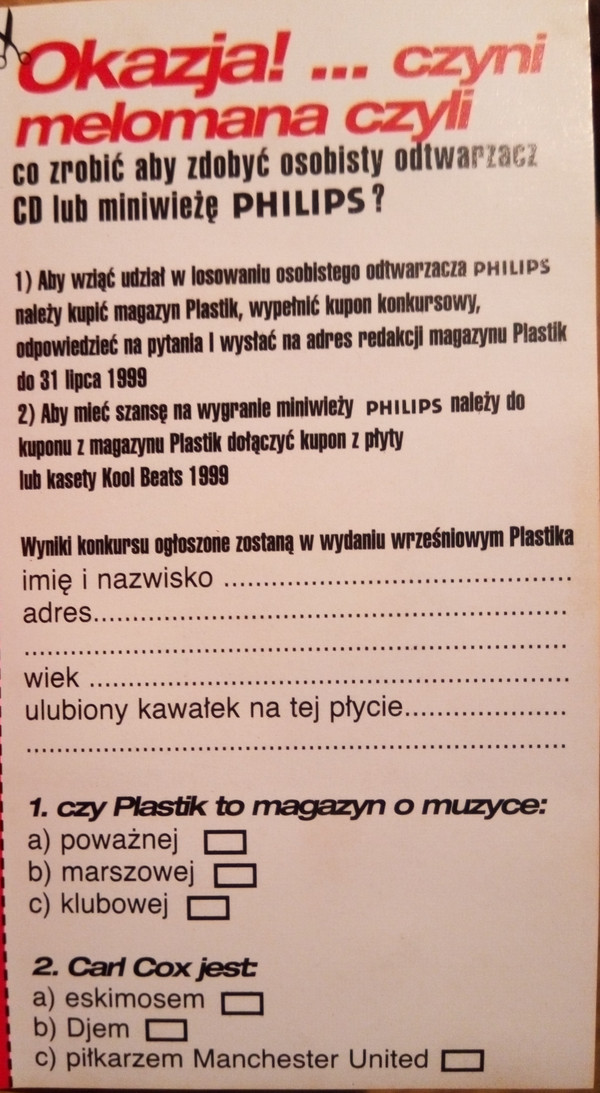 Okazja! ... czyni
melomana czyli
co zrobić aby zdobyć osobisty odtwarzacz
CD lub miniwieżę PHILIPS?
1) Aby wziąć udział w losowaniu osobistego odtwarzacza PHILIPS
należy kupić magazyn Plastik, wypełnić kupon konkursowy,
odpowiedzieć na pytania I wysłać na adres redakcji magazynu Plastik
do 31 lipca 1999
2) Aby mieć szansę na wygranie miniwieży PHILIPS należy do
kuponu z magazynu Plastik dołączyć kupon z płyty
lub kasety Kool Beats 1999
Wyniki konkursu ogłoszone zostaną w wydaniu wrześniowym Plastika
imię i nazwisko ............................................
adres............................................................
......................................................................
wiek ..............................................................
ulubiony kawałek na tej płycie.....................
......................................................................
1. czy Plastik to magazyn o muzyce:
a) poważnej
b) marszowej
c) klubowej
2. Carl Cox jest:
a) eskimosem
b) Djem
c) piłkarzem Manchester United